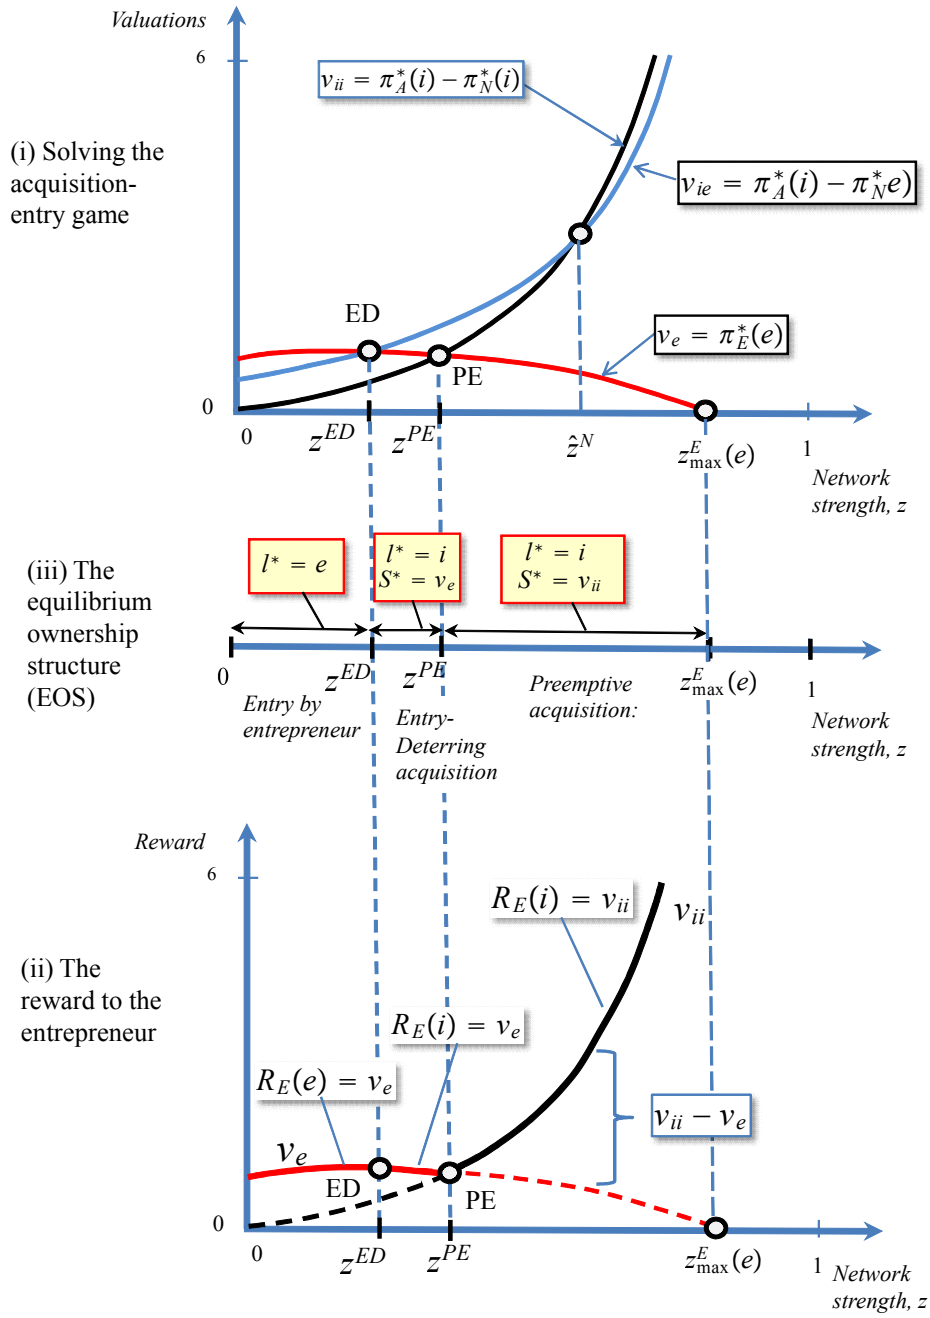 Valuations
6
v_ii = π*_A(i) − π*_N(i)
(i) Solving the
acquisition-
entry game
v_ie = π*_A(i) − π*_N e)
ED
v_e = π*_E(e)
PE
0
0
z^ED
z^PE
ẑ^N
z^E_max(e)
1
Network
strength, z
(iii) The
equilibrium
ownership
structure
(EOS)
l* = e
l* = i
S* = v_e
l* = i
S* = v_ii
0
z^ED
z^PE
z^E_max(e)
1
Entry by
entrepreneur
Entry-
Deterring
acquisition
Preemptive
acquisition:
Network
strength, z
Reward
6
R_E(i) = v_ii
v_ii
(ii) The
reward to the
entrepreneur
R_E(i) = v_e
R_E(e) = v_e
v_ii − v_e
v_e
ED
PE
0
0
z^ED
z^PE
z^E_max(e)
1
Network
strength, z